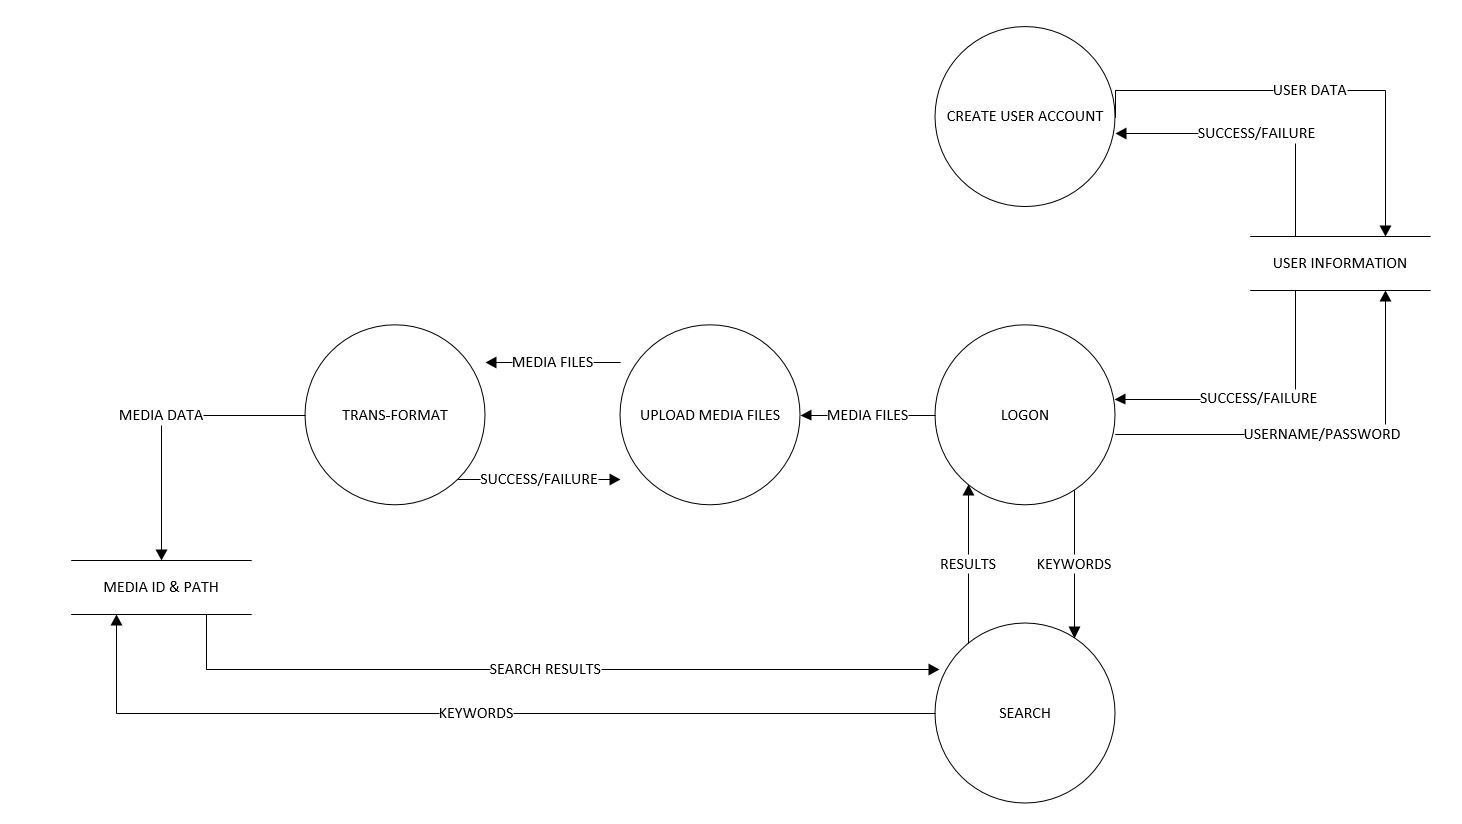 CREATE USER ACCOUNT
USER DATA
SUCCESS/FAILURE
USER INFORMATION
MEDIA FILES
SUCCESS/FAILURE
MEDIA DATA
TRANS-FORMAT
UPLOAD MEDIA FILES
MEDIA FILES
LOGON
USERNAME/PASSWORD
SUCCESS/FAILURE
RESULTS
KEYWORDS
MEDIA ID & PATH
SEARCH RESULTS
KEYWORDS
SEARCH